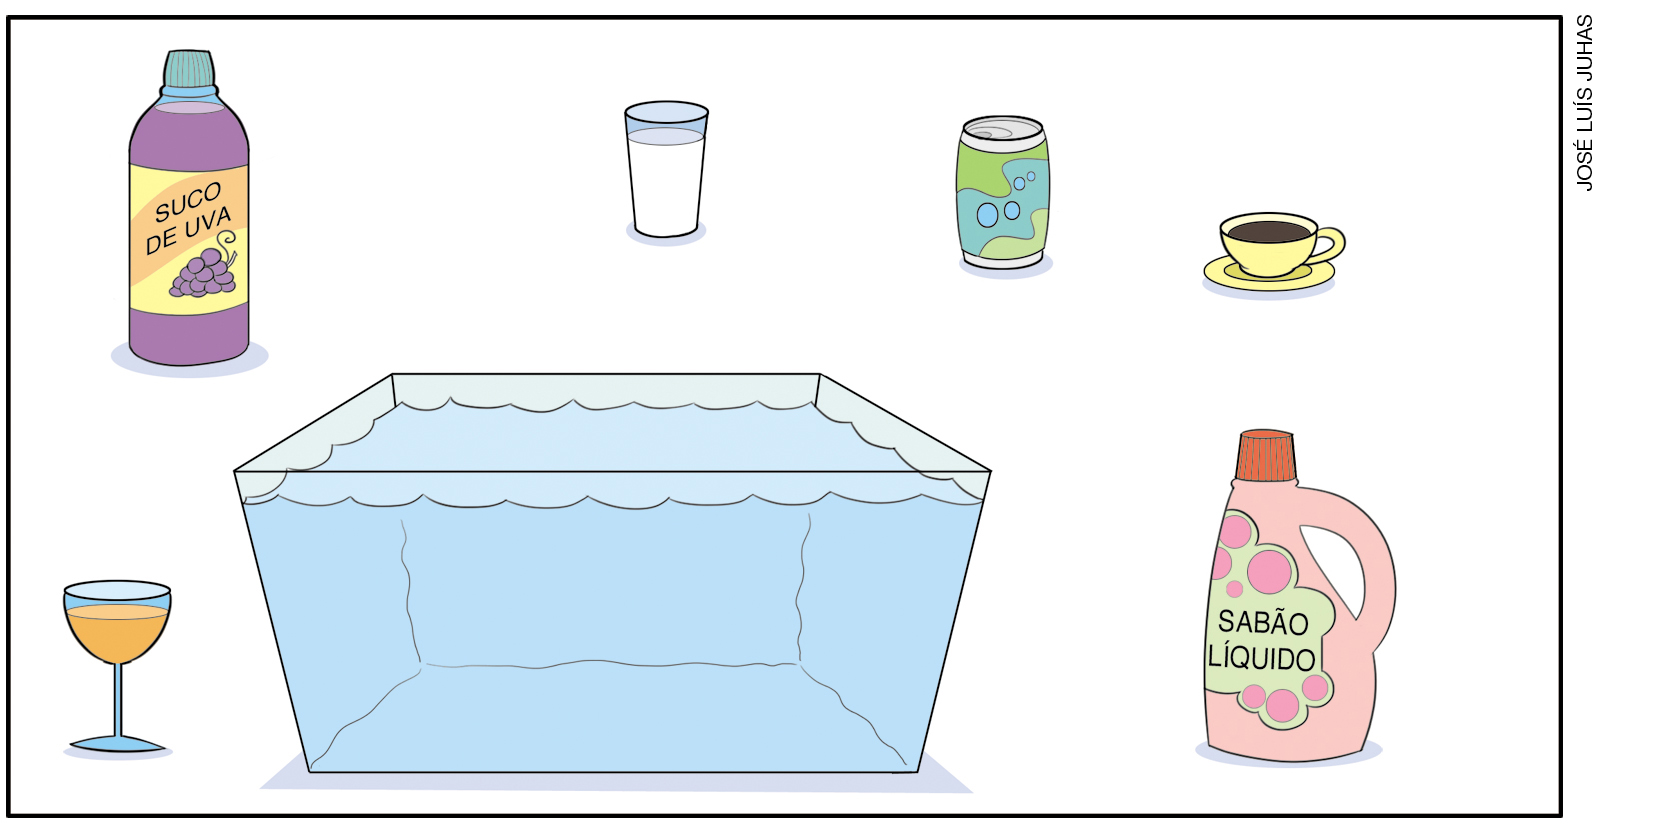 SUCO
DE UVA
SABÃO
LÍQUIDO
JOSÉ LUÍS JUHAS